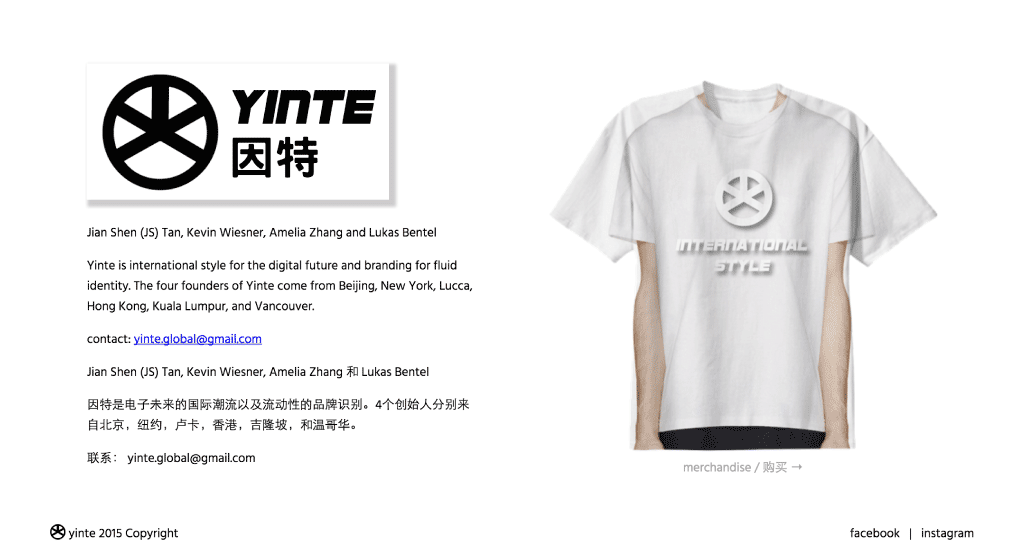 YINTE
因特
Jian Shen (JS) Tan, Kevin Wiesner, Amelia Zhang and Lukas Bentel
Yinte is international style for the digital future and branding for fluid
identity. The four founders of Yinte come from Beijing, New York, Lucca,
Hong Kong, Kuala Lumpur, and Vancouver.
contact: yinte.global@gmail.com
Jian Shen (JS) Tan, Kevin Wiesner, Amelia Zhang 和 Lukas Bentel
因特是电子未来的国际潮流以及流动性的品牌识别。4个创始人分别来
自北京，纽约，卢卡，香港，吉隆坡，和温哥华。
联系： yinte.global@gmail.com
INTERNATIONAL
STYLE
merchandise / 购买 →
yinte 2015 Copyright
facebook | instagram